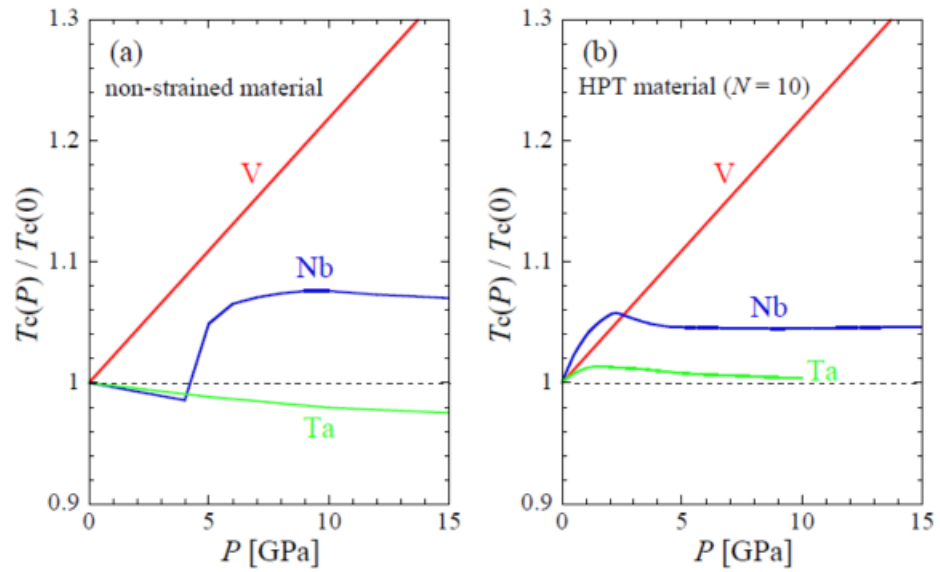 (a)
non-strained material
V
Nb
Ta
1.3
1.2
1.1
1
0.9
Tc(P) / Tc(0)
0 5 10 15
P [GPa]
(b)
HPT material (N = 10)
V
Nb
Ta
1.3
1.2
1.1
1
0.9
Tc(P) / Tc(0)
0 5 10 15
P [GPa]